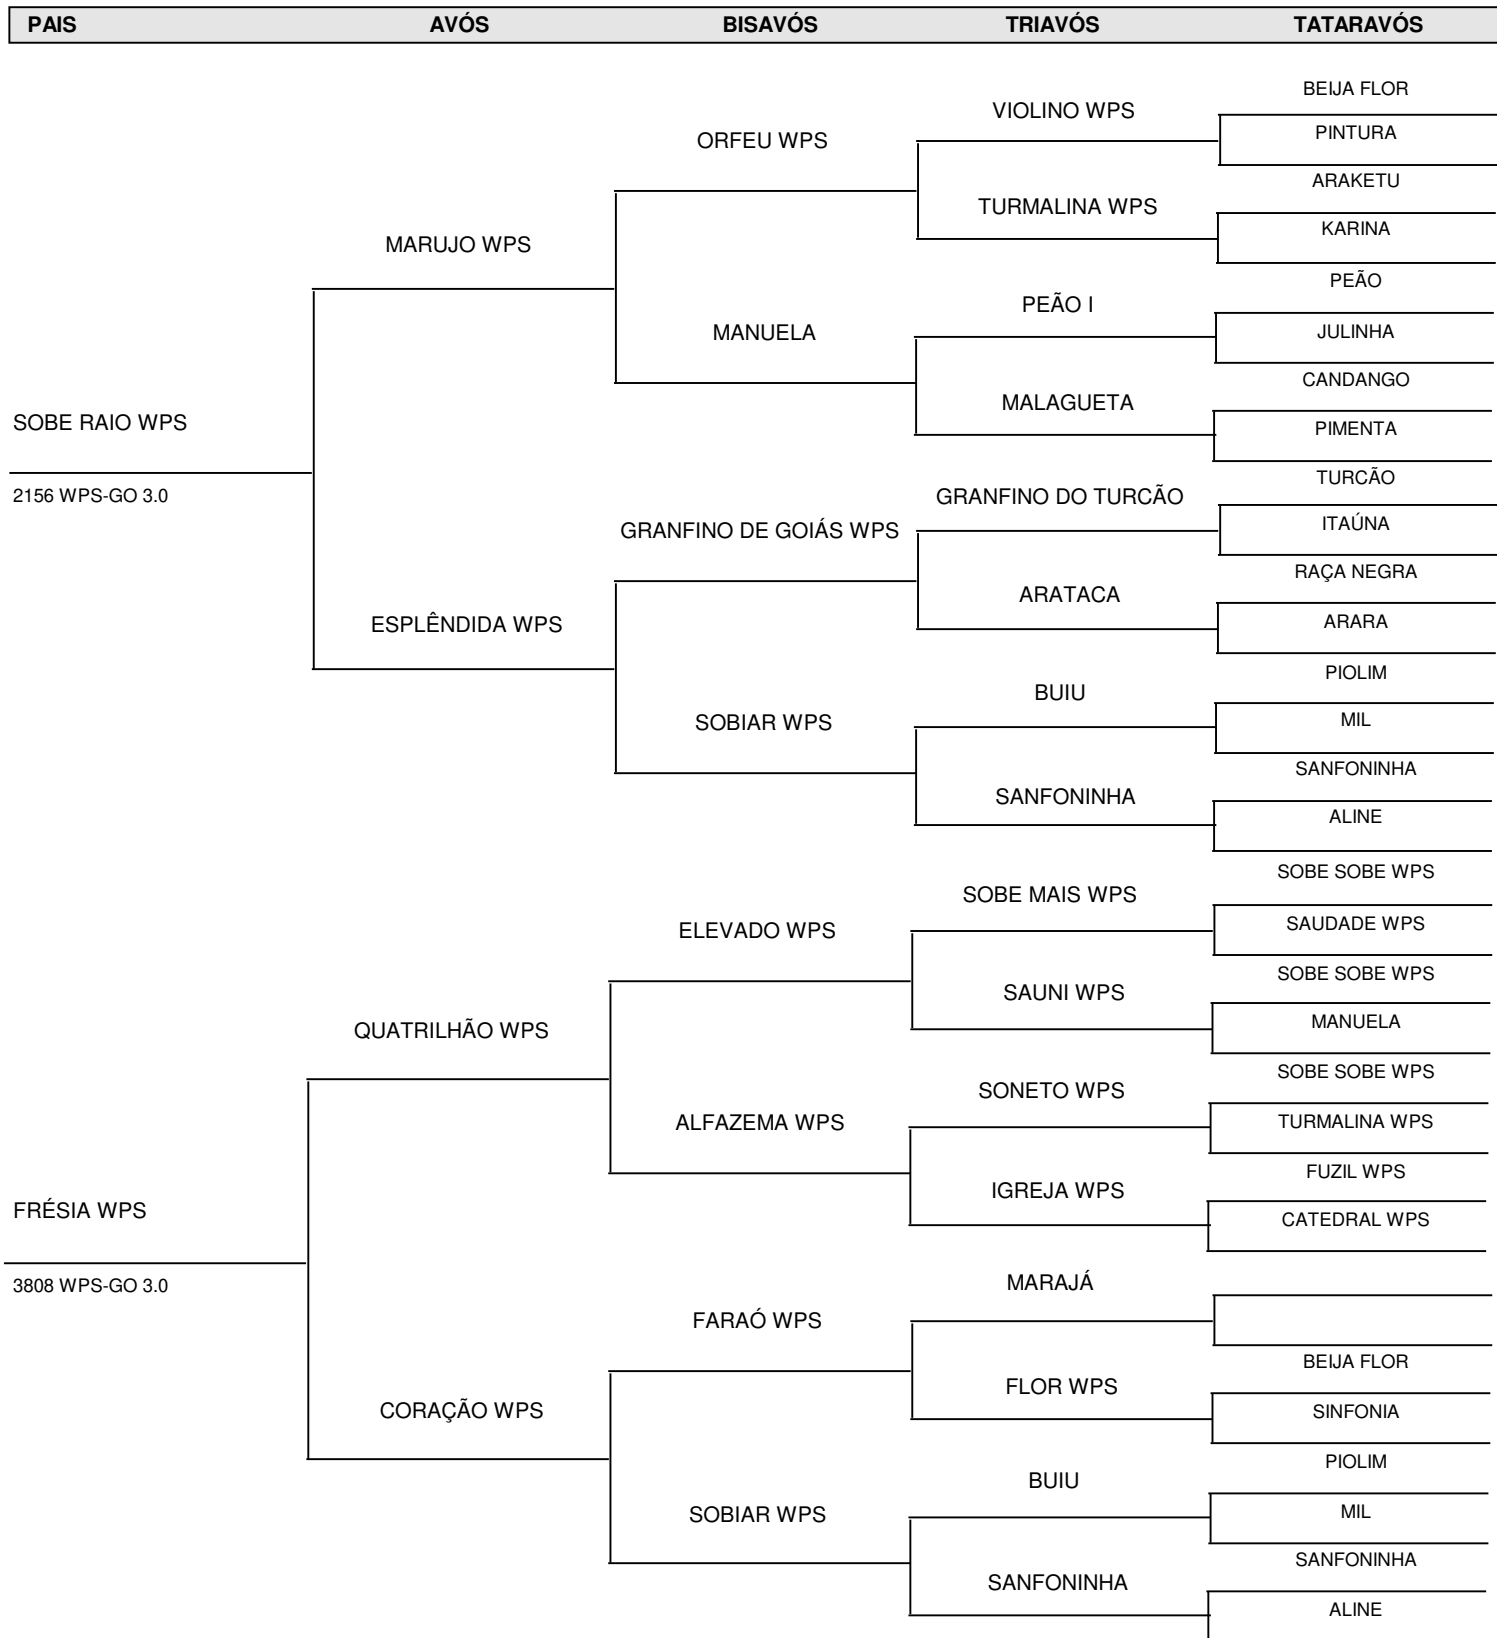 PAIS AVÓS BISAVÓS TRIAVÓS TATARAVÓS
BEIJA FLOR
VIOLINO WPS
PINTURA
ORFEU WPS
ARAKETU
TURMALINA WPS
KARINA
MARUJO WPS
PEÃO
PEÃO I
JULINHA
MANUELA
CANDANGO
MALAGUETA
PIMENTA
SOBE RAIO WPS
2156 WPS-GO 3.0
TURCÃO
GRANFINO DO TURCÃO
ITAÚNA
GRANFINO DE GOIÁS WPS
RAÇA NEGRA
ARATACA
ARARA
ESPLÊNDIDA WPS
PIOLIM
BUIU
MIL
SOBIAR WPS
SANFONINHA
SANFONINHA
ALINE
SOBE SOBE WPS
SOBE MAIS WPS
SAUDADE WPS
ELEVADO WPS
SOBE SOBE WPS
SAUNI WPS
MANUELA
QUATRILHÃO WPS
SOBE SOBE WPS
SONETO WPS
TURMALINA WPS
ALFAZEMA WPS
FUZIL WPS
IGREJA WPS
CATEDRAL WPS
FRÉSIA WPS
3808 WPS-GO 3.0
MARAJÁ
FARAÓ WPS
BEIJA FLOR
FLOR WPS
SINFONIA
CORAÇÃO WPS
PIOLIM
BUIU
MIL
SOBIAR WPS
SANFONINHA
SANFONINHA
ALINE